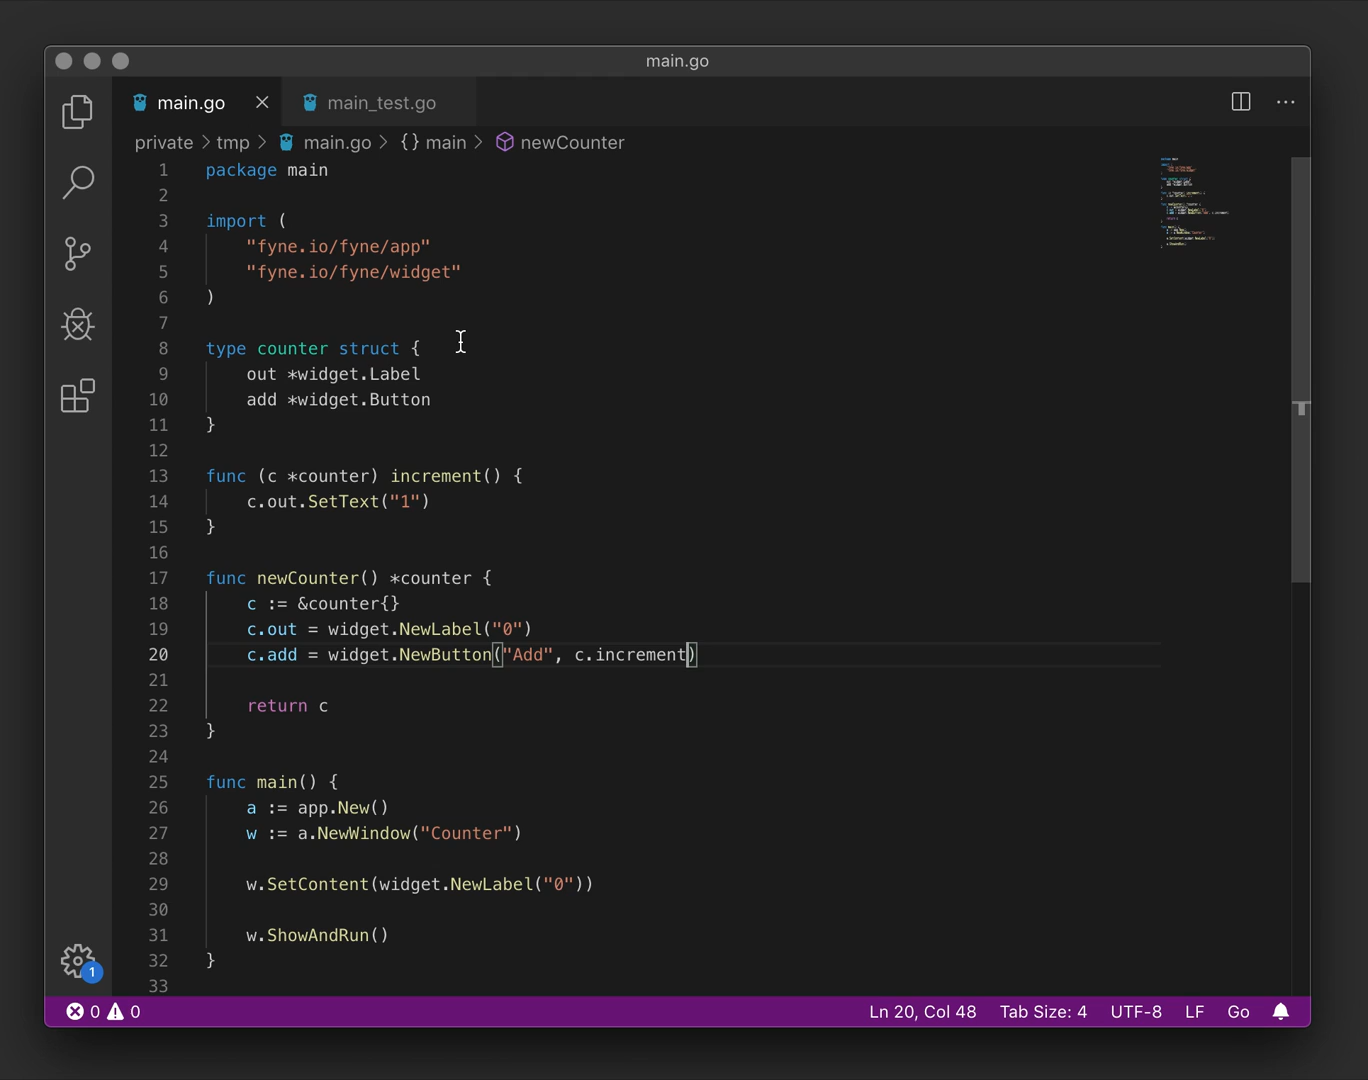 main.go
main.go
main_test.go
private > tmp > main.go > {} main > newCounter
1 package main
2
3 import (
4     "fyne.io/fyne/app"
5     "fyne.io/fyne/widget"
6 )
7
8 type counter struct {
9     out *widget.Label
10     add *widget.Button
11 }
12
13 func (c *counter) increment() {
14     c.out.SetText("1")
15 }
16
17 func newCounter() *counter {
18     c := &counter{}
19     c.out = widget.NewLabel("0")
20     c.add = widget.NewButton("Add", c.increment)
21
22     return c
23 }
24
25 func main() {
26     a := app.New()
27     w := a.NewWindow("Counter")
28
29     w.SetContent(widget.NewLabel("0"))
30
31     w.ShowAndRun()
32 }
33
1
0 0 Ln 20, Col 48 Tab Size: 4 UTF-8 LF Go